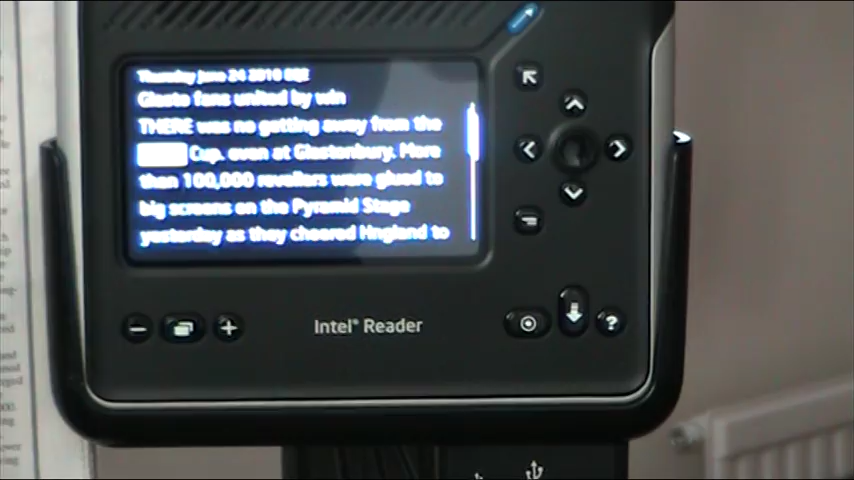 Thursday June 24 2010 
Glasto fans united by win
THERE was no getting away from the
Cup, even at Glastonbury. More
than 100,000 revellers were glued to
big screens on the Pyramid Stage
yesterday as they cheered England to
Intel® Reader